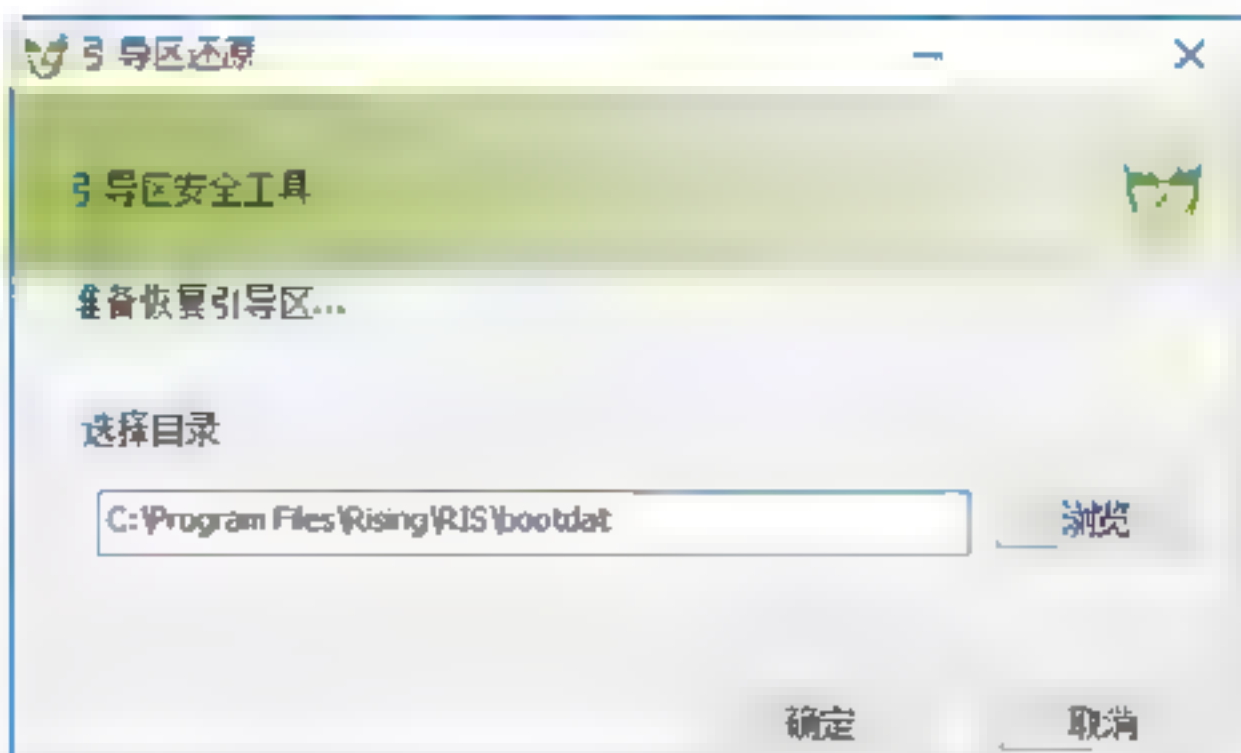 引导区还原
引导区安全工具
准备恢复引导区...
选择目录
C:\Program Files\Rising\RIS\bootdat
浏览
确定
取消